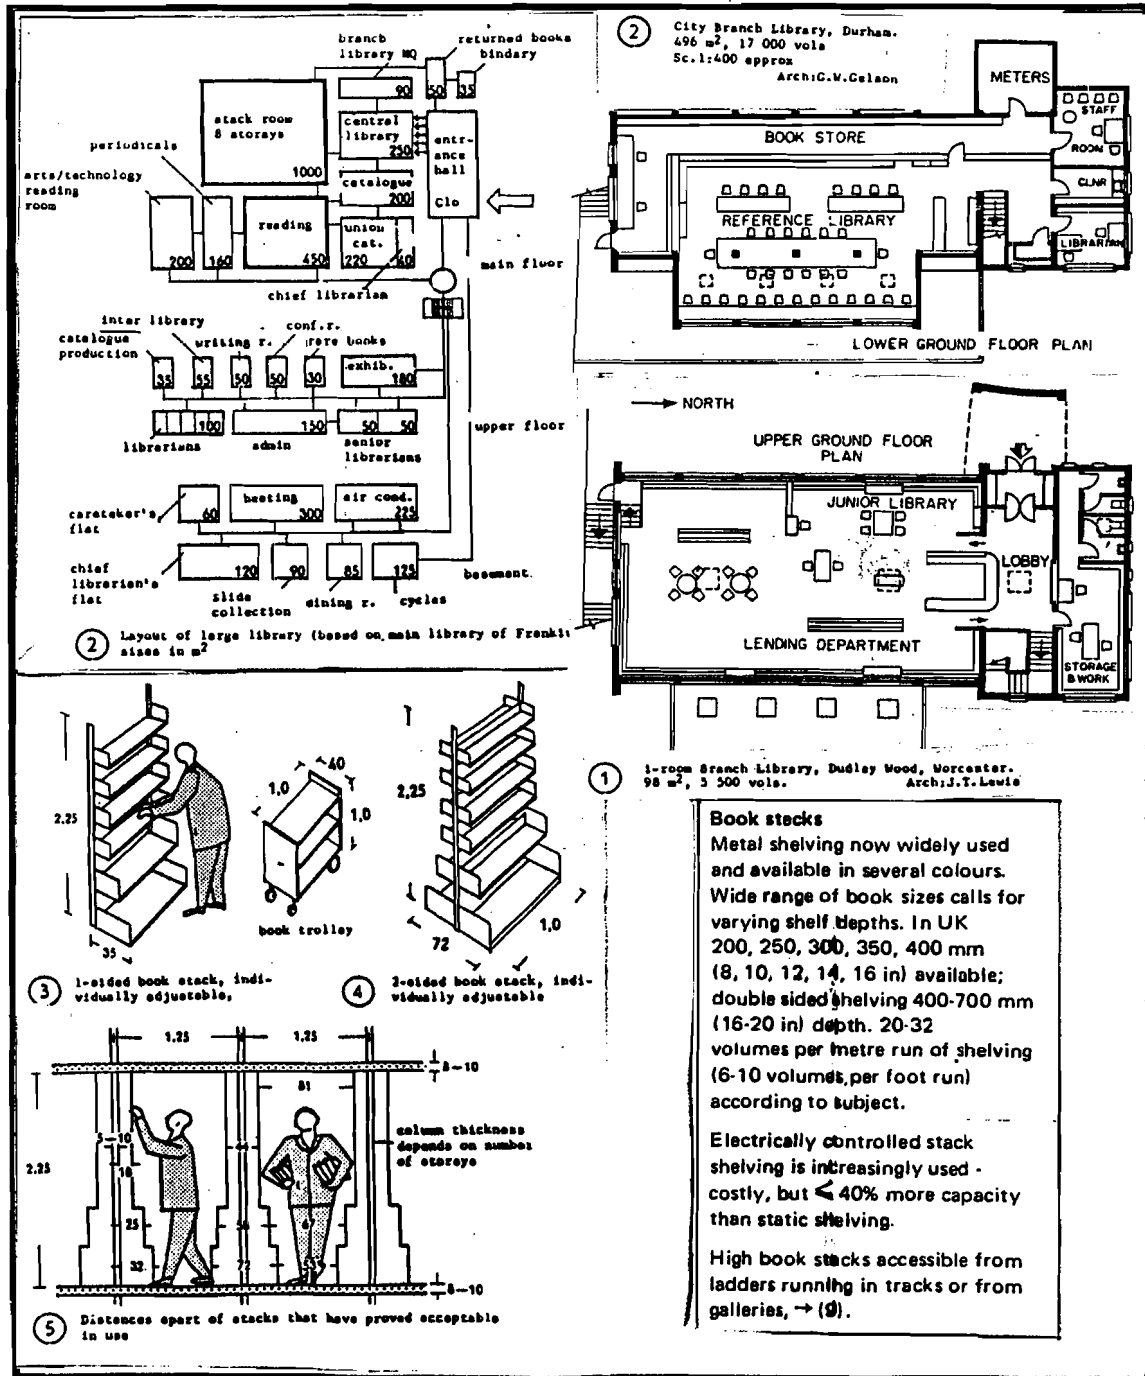 branch
library HQ
returned books
bindary
90
50
35
stack room
8 storays
1000
central
library
250
entr-
ance
hall
Clo
periodicals
arts/technology
reading
room
catalogue
200
reading
450
union
cat.
220
40
200
160
main floor
chief librarian
inter library
catalogue
production
writing r.
conf.r.
rare books
35
55
50
50
30
exhib.
180
100
150
50
50
librarians
admin
senior
librarians
upper floor
caretaker's
flat
60
heating
300
air cond.
225
chief
librarian's
flat
120
90
85
125
slide
collection
dining r.
cycles
basement
2
Layout of large library (based on main library of
sizes in m²
2
City Branch Library, Durham.
496 m², 17 000 vols
Sc.1:400 approx
Arch:G.W.Gelson
METERS
STAFF
ROOM
BOOK STORE
CLNR
REFERENCE LIBRARY
LIBRARIAN
LOWER GROUND FLOOR PLAN
NORTH
UPPER GROUND FLOOR
PLAN
JUNIOR LIBRARY
LOBBY
LENDING DEPARTMENT
STORAGE
& WORK
1
1-room Branch Library, Dudley Wood, Worcester.
98 m², 3 500 vols.
Arch:J.T.Lewis
2,25
35
1,0
40
1,0
book trolley
2,25
72
1,0
3
1-sided book stack, indi-
vidually adjustable,
4
2-sided book stack, indi-
vidually adjustable
1,25
1,25
8–10
81
2,25
5–10
18
44
25
56
67
32
72
53
column thickness
depends on number
of storeys
8–10
5
Distances apart of stacks that have proved acceptable
in use
Book stacks
Metal shelving now widely used
and available in several colours.
Wide range of book sizes calls for
varying shelf depths. In UK
200, 250, 300, 350, 400 mm
(8, 10, 12, 14, 16 in) available;
double sided shelving 400-700 mm
(16-20 in) depth. 20-32
volumes per metre run of shelving
(6-10 volumes per foot run)
according to subject.
Electrically controlled stack
shelving is increasingly used -
costly, but ⩽ 40% more capacity
than static shelving.
High book stacks accessible from
ladders running in tracks or from
galleries, → (9).